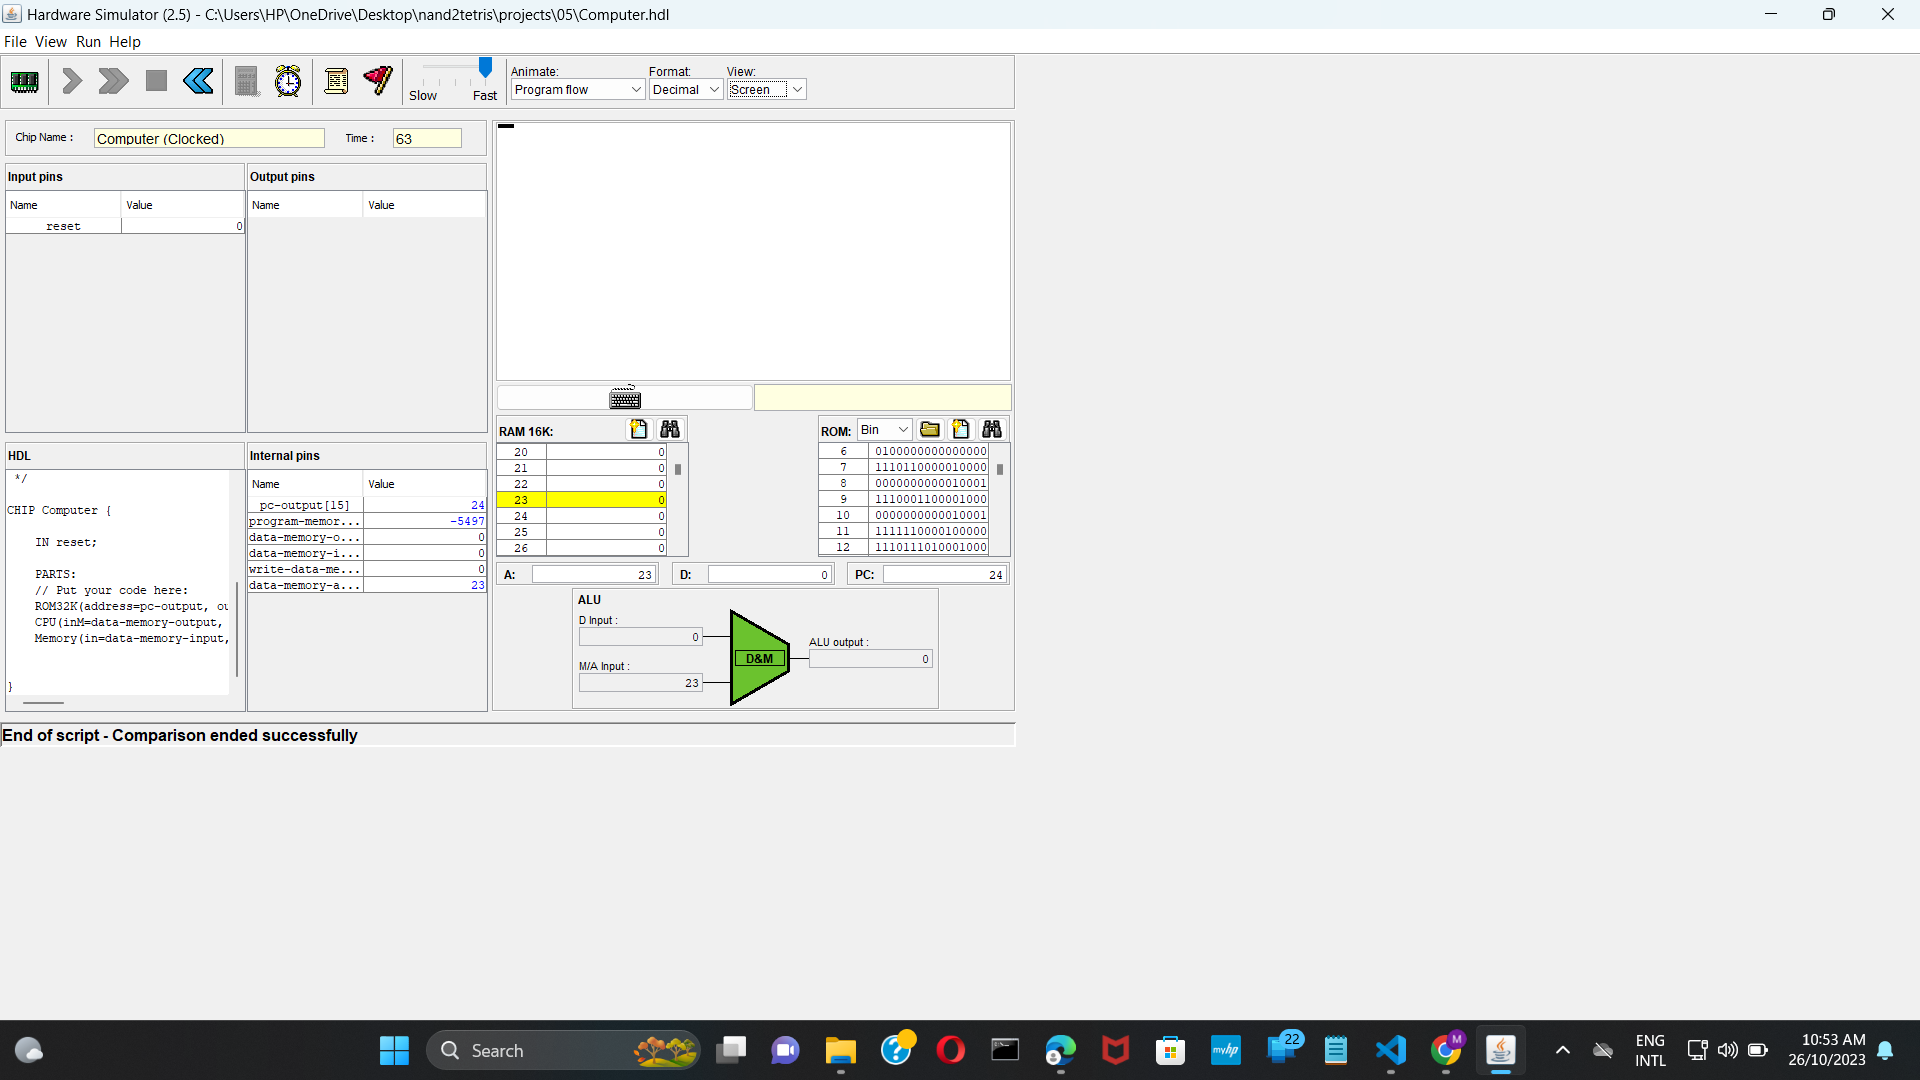 Hardware Simulator (2.5) - C:\Users\HP\OneDrive\Desktop\nand2tetris\projects\05\Computer.hdl
File View Run Help
Slow Fast
Animate: Format: View:
Program flow Decimal Screen
Chip Name : Computer (Clocked) Time : 63
Input pins
Name Value
reset 0
Output pins
Name Value
HDL
*/
CHIP Computer {
IN reset;
PARTS:
// Put your code here:
ROM32K(address=pc-output, ou
CPU(inM=data-memory-output,
Memory(in=data-memory-input,
}
Internal pins
Name Value
pc-output[15] 24
program-memor... -5497
data-memory-o... 0
data-memory-i... 0
write-data-me... 0
data-memory-a... 23
RAM 16K:
20 0
21 0
22 0
23 0
24 0
25 0
26 0
ROM: Bin
6 0100000000000000
7 1110110000010000
8 0000000000010001
9 1110001100001000
10 0000000000010001
11 1111110000100000
12 1110111010001000
A: 23 D: 0 PC: 24
ALU
D Input :
0
M/A Input :
23
D&M
ALU output :
0
End of script - Comparison ended successfully
Search
myhp
22
M
ENG
INTL
10:53 AM
26/10/2023